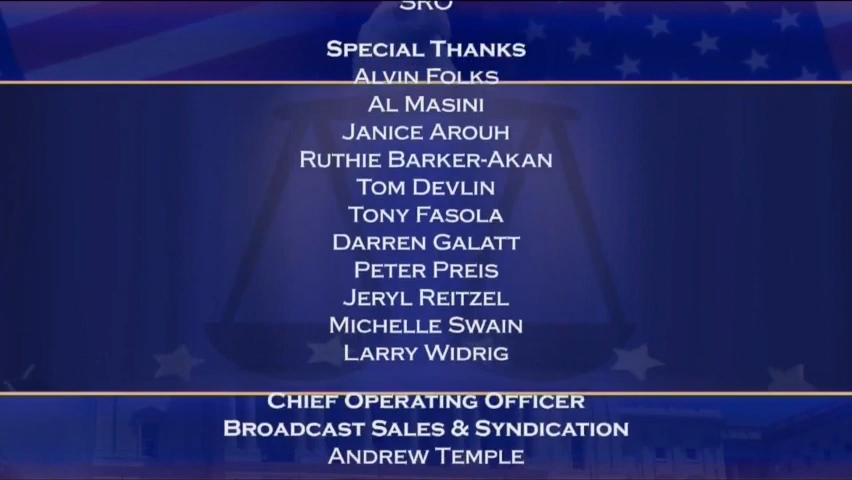 SRO
SPECIAL THANKS
ALVIN FOLKS
AL MASINI
JANICE AROUH
RUTHIE BARKER-AKAN
TOM DEVLIN
TONY FASOLA
DARREN GALATT
PETER PREIS
JERYL REITZEL
MICHELLE SWAIN
LARRY WIDRIG
CHIEF OPERATING OFFICER
BROADCAST SALES & SYNDICATION
ANDREW TEMPLE